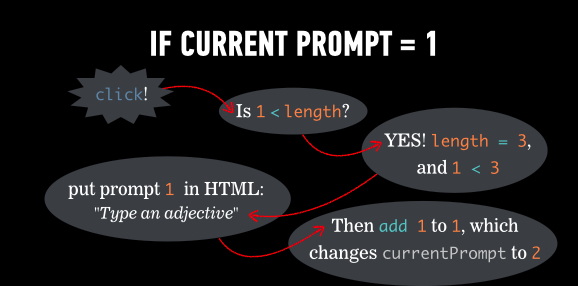 IF CURRENT PROMPT = 1
click!
Is 1 < length?
YES! length = 3,
and 1 < 3
put prompt 1 in HTML:
"Type an adjective"
Then add 1 to 1, which
changes currentPrompt to 2